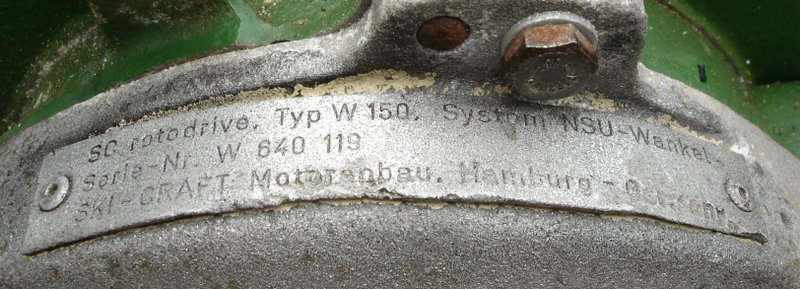 SC rotodrive. Typ W 150. System NSU-Wankel-
Serie-Nr. W 640 119
SKI-CRAFT Motorenbau. Hamburg-